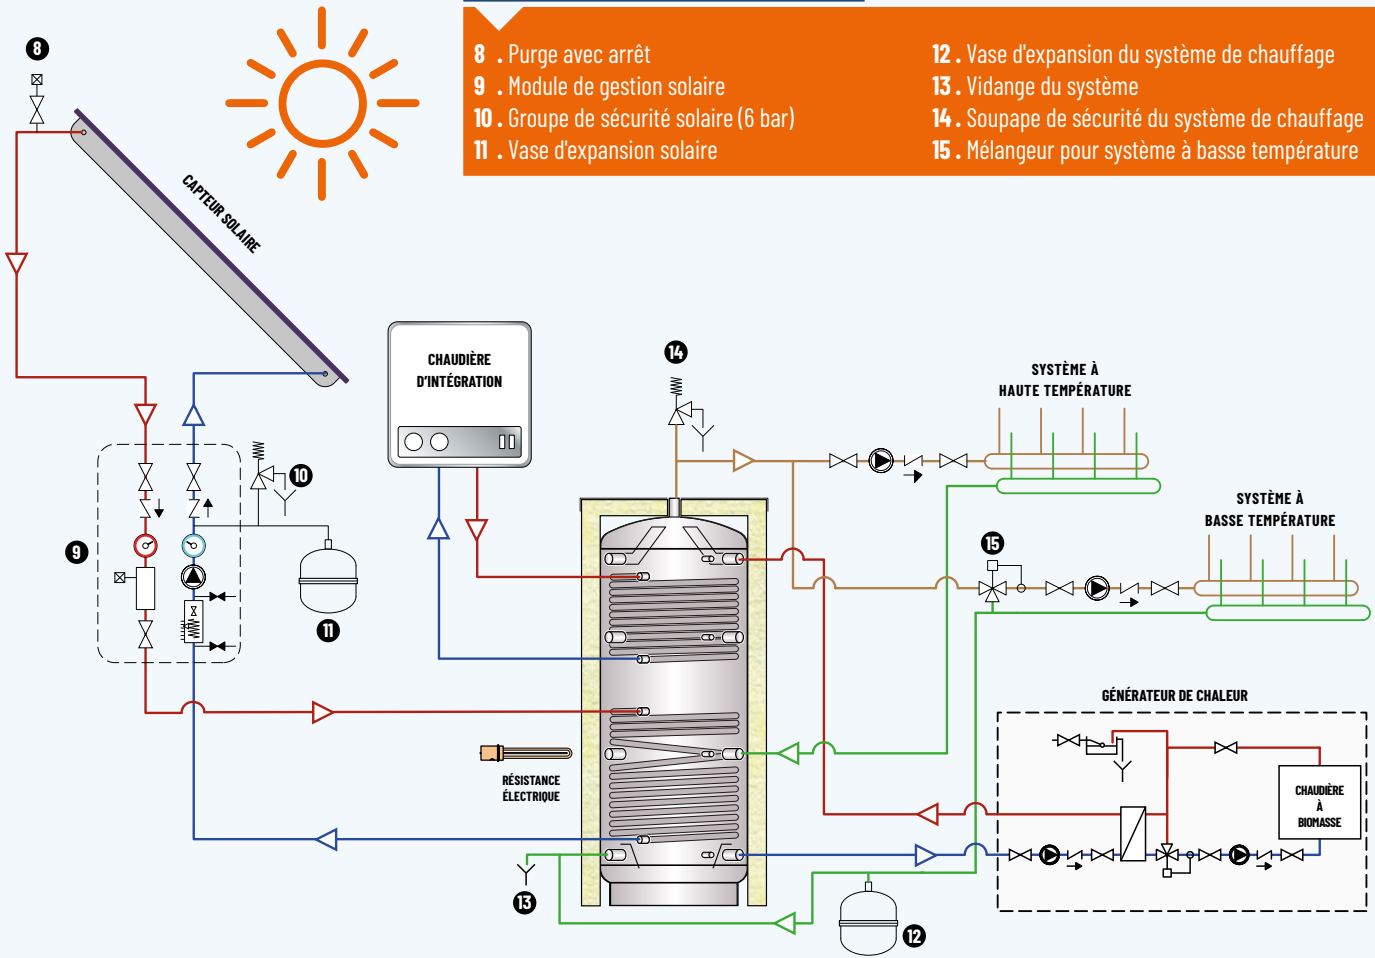 8 . Purge avec arrêt
9 . Module de gestion solaire
10 . Groupe de sécurité solaire (6 bar)
11 . Vase d'expansion solaire
12 . Vase d'expansion du système de chauffage
13 . Vidange du système
14 . Soupape de sécurité du système de chauffage
15 . Mélangeur pour système à basse température
8
CAPTEUR SOLAIRE
CHAUDIÈRE
D'INTÉGRATION
14
SYSTÈME À
HAUTE TEMPÉRATURE
10
SYSTÈME À
BASSE TEMPÉRATURE
9
15
11
GÉNÉRATEUR DE CHALEUR
RÉSISTANCE
ÉLECTRIQUE
CHAUDIÈRE
À
BIOMASSE
13
12